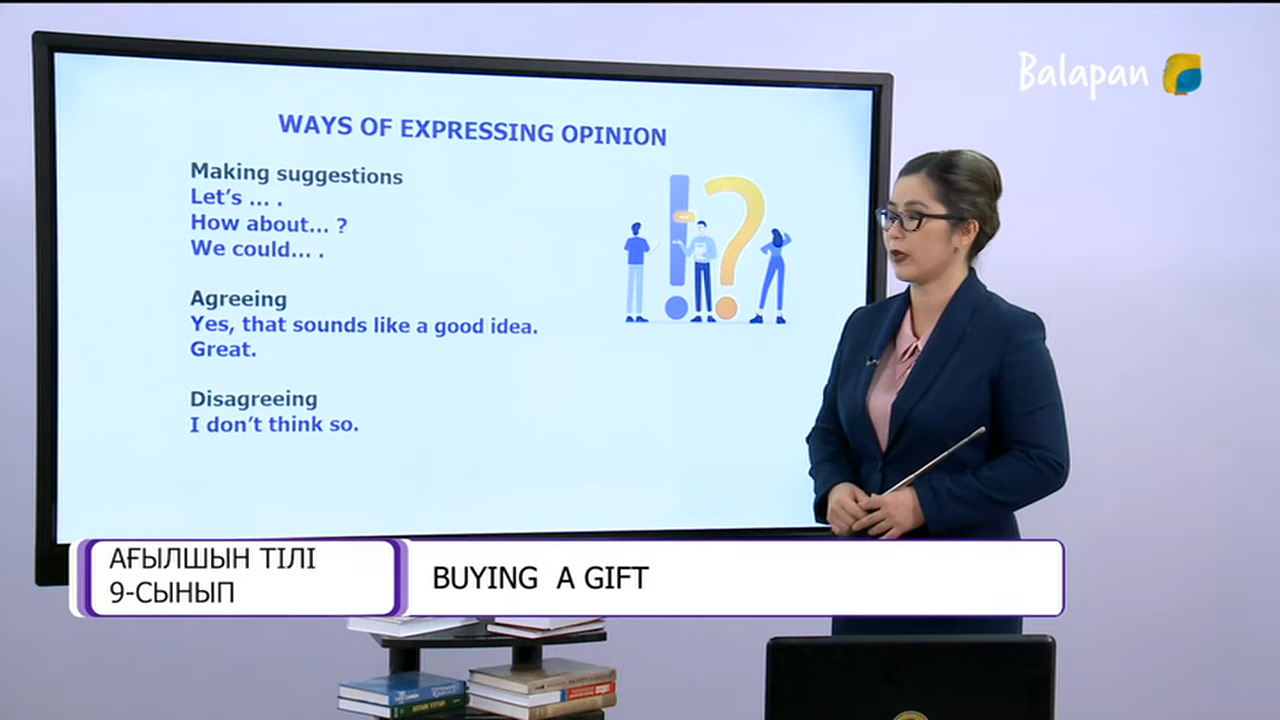 Balapan
WAYS OF EXPRESSING OPINION
Making suggestions
Let's ... .
How about... ?
We could... .
Agreeing
Yes, that sounds like a good idea.
Great.
Disagreeing
I don't think so.
АҒЫЛШЫН ТІЛІ
9-СЫНЫП
BUYING A GIFT